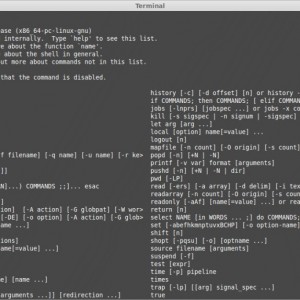 Terminal
ease (x86_64-pc-linux-gnu)
internally.  Type `help' to see this list.
re about the function `name'.
about the shell in general.
out more about commands not in this list.
that the command is disabled.
history [-c] [-d offset] [n] or history -
if COMMANDS; then COMMANDS; [ elif COMMAN
jobs [-lnprs] [jobspec ...] or jobs -x co
kill [-s sigspec | -n signum | -sigspec]
let arg [arg ...]
local [option] name[=value] ...
logout [n]
mapfile [-n count] [-O origin] [-s count]
f filename] [-q name] [-u name] [-r ke> popd [-n] [+N | -N]
printf [-v var] format [arguments]
]] pushd [-n] [+N | -N | dir]
pwd [-LP]
N]...) COMMANDS ;;]... esac read [-ers] [-a array] [-d delim] [-i tex
readarray [-n count] [-O origin] [-s coun
ption]  [-A action] [-G globpat] [-W wor> readonly [-aAf] [name[=value] ...] or rea
[-DE] [-o option] [-A action] [-G glob> return [n]
...] select NAME [in WORDS ... ;] do COMMANDS;
set [-abefhkmnptuvxBCHP] [-o option-name]
shift [n]
tions] shopt [-pqsu] [-o] [optname ...]
name[=value] ...] source filename [arguments]
suspend [-f]
test [expr]
e] [name ...] time [-p] pipeline
times
trap [-lp] [[arg] signal_spec ...]
arguments ...]] [redirection ...] true